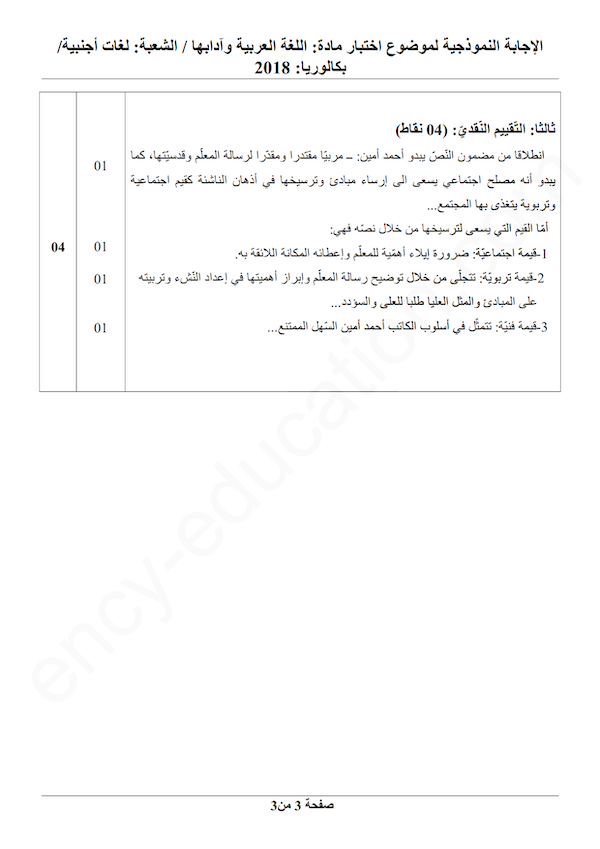 الإجابة النموذجية لموضوع اختبار مادة: اللغة العربية وآدابها / الشعبة: لغات أجنبية/
بكالوريا: 2018
ثالثا: التّقييم النّقديّ: (04 نقاط)
انطلاقا من مضمون النّصّ يبدو أحمد أمين: – مربيّا مقتدرا ومقدّرا لرسالة المعلّم وقدسيّتها، كما
01
يبدو أنه مصلح اجتماعي يسعى الى إرساء مبادئ وترسيخها في أذهان الناشئة كقيم اجتماعية
وتربوية يتغذى بها المجتمع...
أمّا القيم التي يسعى لترسيخها من خلال نصّه فهي:
1-قيمة اجتماعيّة: ضرورة إيلاء أهمّية للمعلّم وإعطائه المكانة اللائقة به.
01
04
2-قيمة تربويّة: تتجلّى من خلال توضيح رسالة المعلّم وإبراز أهميتها في إعداد النّشء وتربيته
01
على المبادئ والمثل العليا طلبا للعلى والسؤدد...
3-قيمة فنيّة: تتمثّل في أسلوب الكاتب أحمد أمين السّهل الممتنع...
01
صفحة 3 من3
ency-education.com